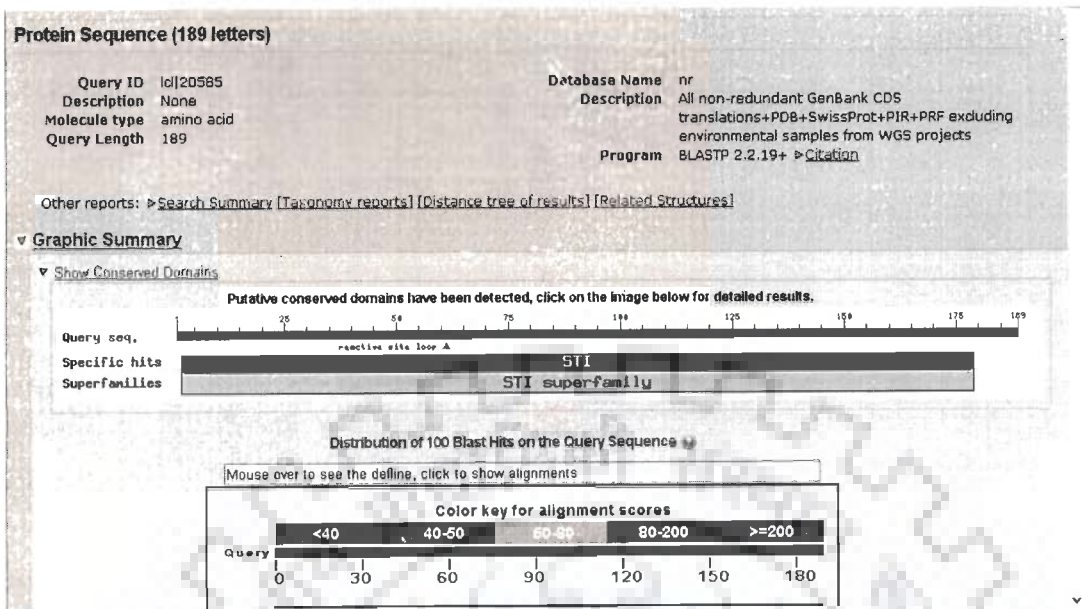 Protein Sequence (189 letters)
Query ID lcl|20585
Description None
Molecule type amino acid
Query Length 189
Database Name nr
Description All non-redundant GenBank CDS
translations+PDB+SwissProt+PIR+PRF excluding
environmental samples from WGS projects
Program BLASTP 2.2.19+ ▷Citation
Other reports: ▷Search Summary [Taxonomy reports] [Distance tree of results] [Related Structures]
Graphic Summary
Show Conserved Domains
Putative conserved domains have been detected, click on the image below for detailed results.
1 25 50 75 100 125 150 175 189
Query seq.
reactive site loop A
Specific hits STI
Superfamilies STI superfamily
Distribution of 100 Blast Hits on the Query Sequence
Mouse over to see the defline, click to show alignments
Color key for alignment scores
<40 40-50 50-80 80-200 >=200
Query
0 30 60 90 120 150 180